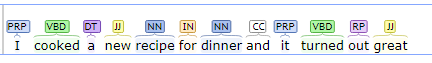 PRP VBD DT JJ NN IN NN CC PRP VBD RP JJ
I cooked a new recipe for dinner and it turned out great